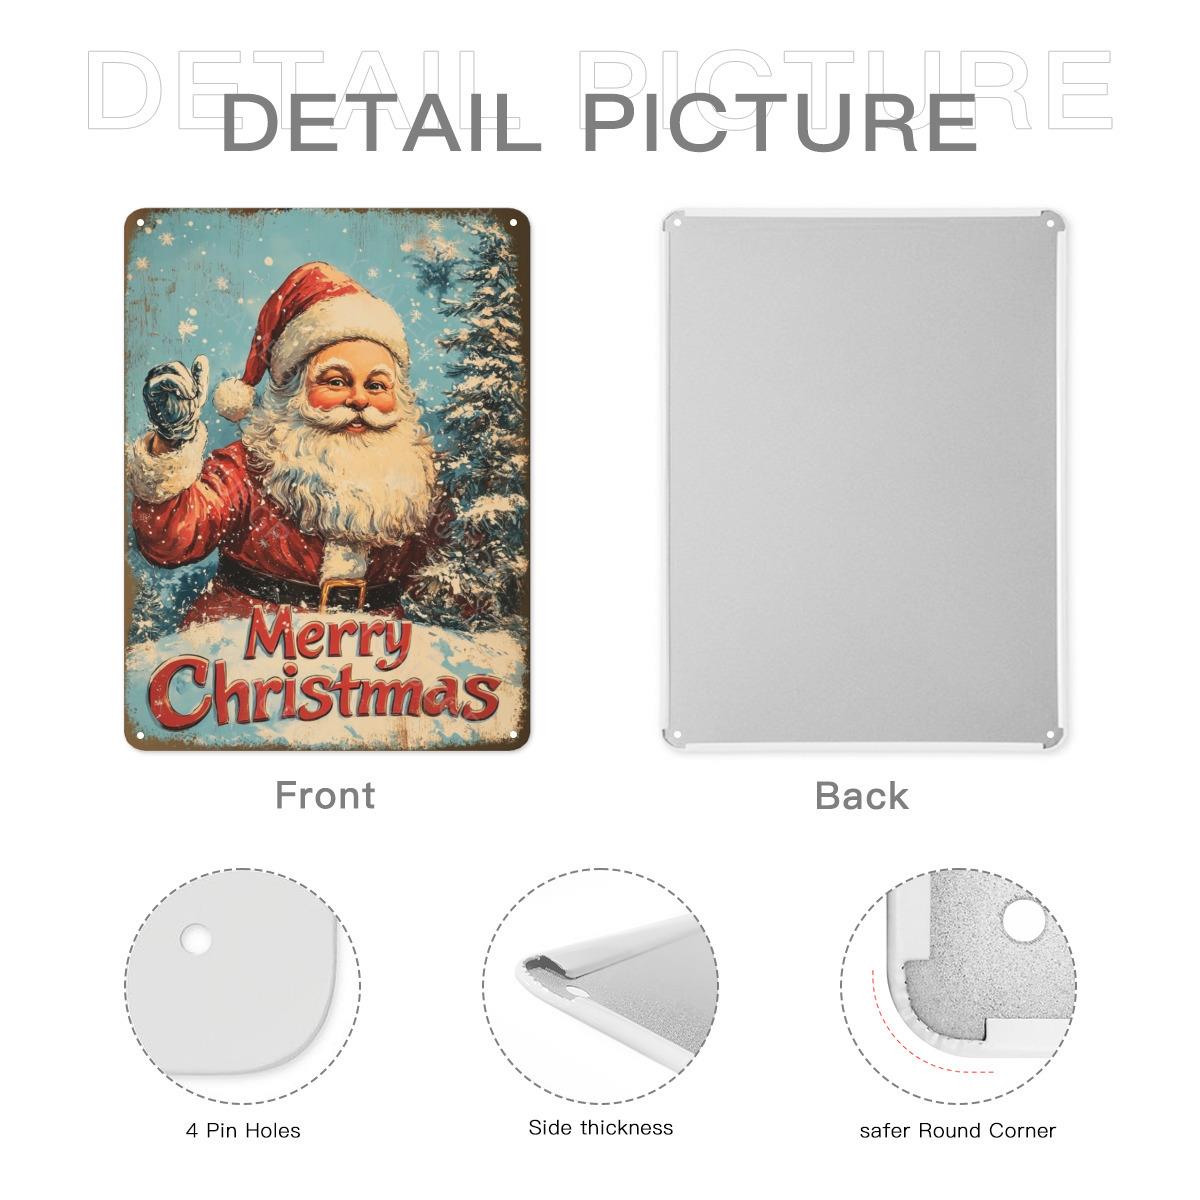 DETAIL PICTURE
DETAIL PICTURE
Merry
Christmas
Front
Back
4 Pin Holes
Side thickness
safer Round Corner